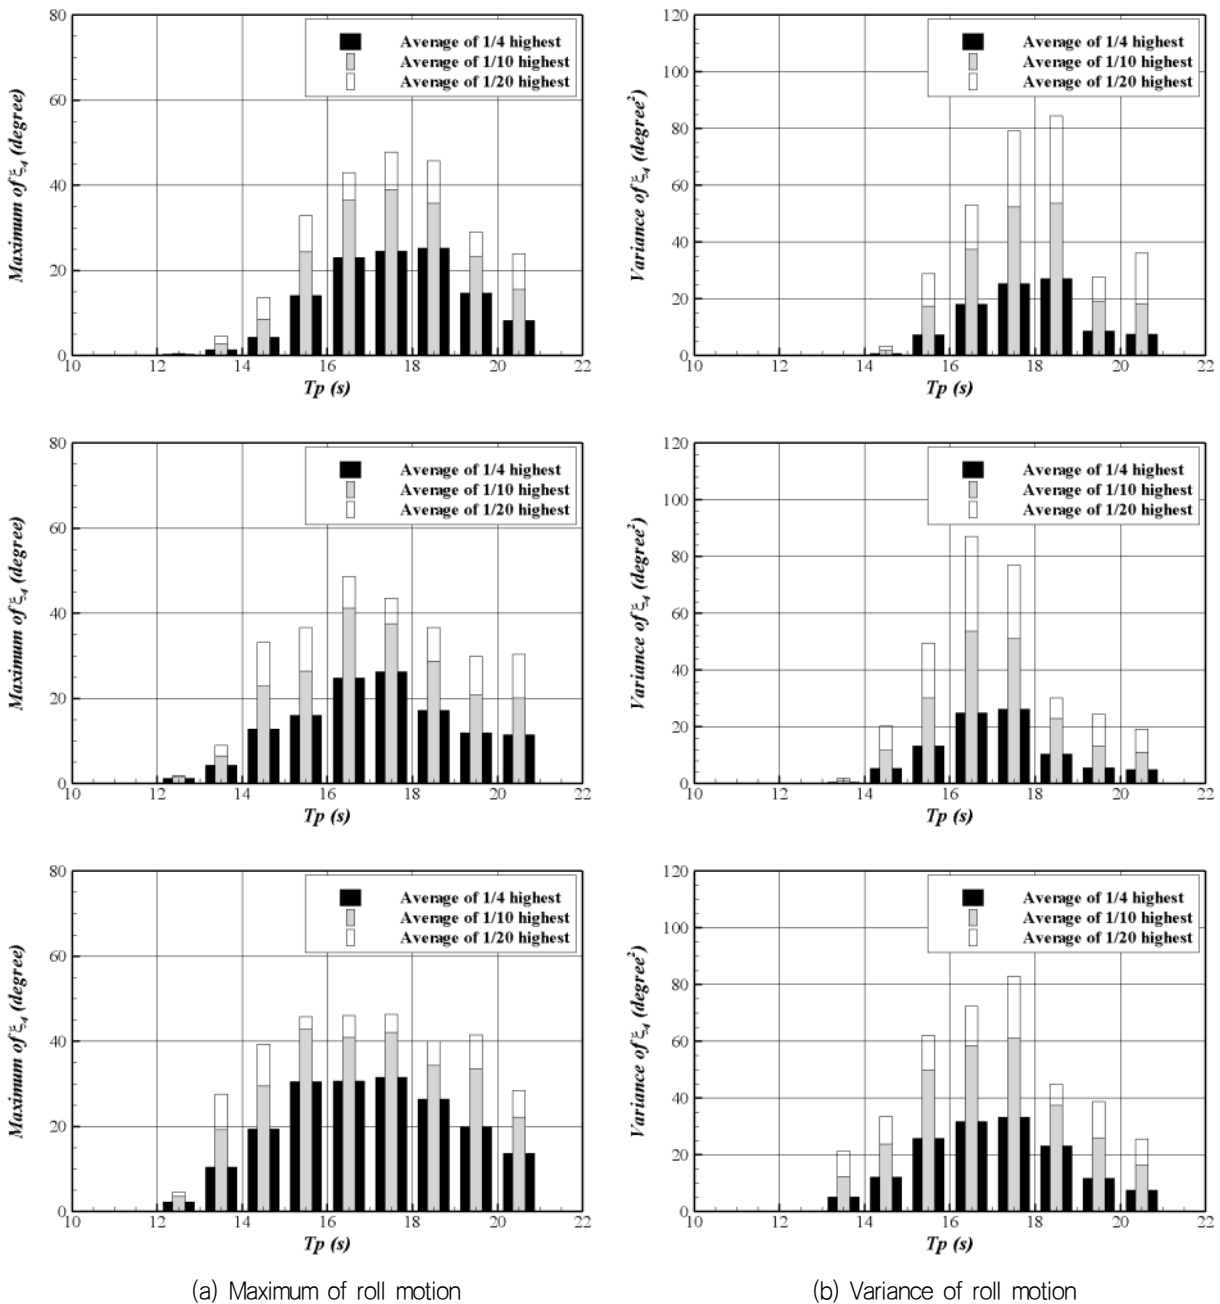 80
60
40
20
0
10 12 14 16 18 20 22
Maximum of ξ4 (degree)
Tp (s)
Average of 1/4 highest
Average of 1/10 highest
Average of 1/20 highest
120
100
80
60
40
20
0
10 12 14 16 18 20 22
Variance of ξ4 (degree²)
Tp (s)
Average of 1/4 highest
Average of 1/10 highest
Average of 1/20 highest
80
60
40
20
0
10 12 14 16 18 20 22
Maximum of ξ4 (degree)
Tp (s)
Average of 1/4 highest
Average of 1/10 highest
Average of 1/20 highest
120
100
80
60
40
20
0
10 12 14 16 18 20 22
Variance of ξ4 (degree²)
Tp (s)
Average of 1/4 highest
Average of 1/10 highest
Average of 1/20 highest
80
60
40
20
0
10 12 14 16 18 20 22
Maximum of ξ4 (degree)
Tp (s)
Average of 1/4 highest
Average of 1/10 highest
Average of 1/20 highest
120
100
80
60
40
20
0
10 12 14 16 18 20 22
Variance of ξ4 (degree²)
Tp (s)
Average of 1/4 highest
Average of 1/10 highest
Average of 1/20 highest
(a) Maximum of roll motion
(b) Variance of roll motion